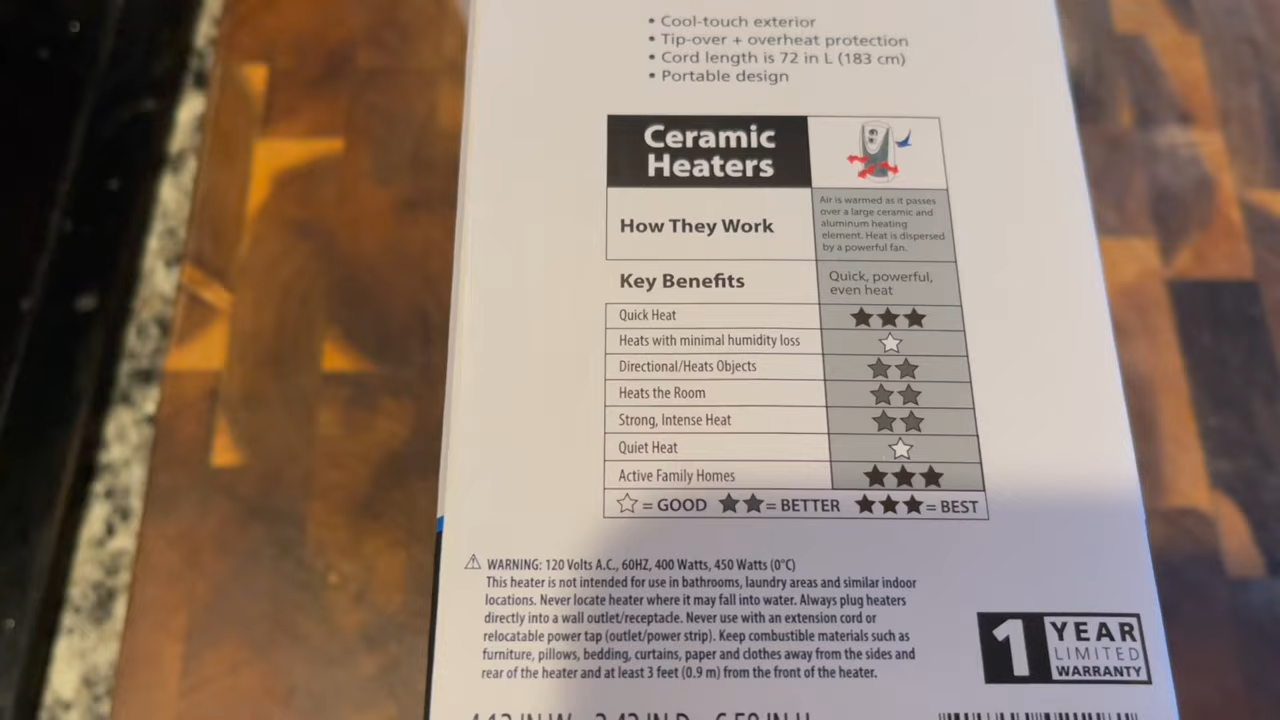 • Cool-touch exterior
• Tip-over + overheat protection
• Cord length is 72 in L (183 cm)
• Portable design
Ceramic
Heaters
How They Work
Air is warmed as it passes
over a large ceramic and
aluminum heating
element. Heat is dispersed
by a powerful fan.
Key Benefits
Quick, powerful,
even heat
Quick Heat ★★★
Heats with minimal humidity loss ☆
Directional/Heats Objects ★★
Heats the Room ★★
Strong, Intense Heat ★★
Quiet Heat ☆
Active Family Homes ★★★
☆ = GOOD ★★ = BETTER ★★★ = BEST
⚠ WARNING: 120 Volts A.C., 60HZ, 400 Watts, 450 Watts (0°C)
This heater is not intended for use in bathrooms, laundry areas and similar indoor
locations. Never locate heater where it may fall into water. Always plug heaters
directly into a wall outlet/receptacle. Never use with an extension cord or
relocatable power tap (outlet/power strip). Keep combustible materials such as
furniture, pillows, bedding, curtains, paper and clothes away from the sides and
rear of the heater and at least 3 feet (0.9 m) from the front of the heater.
1 YEAR
LIMITED
WARRANTY